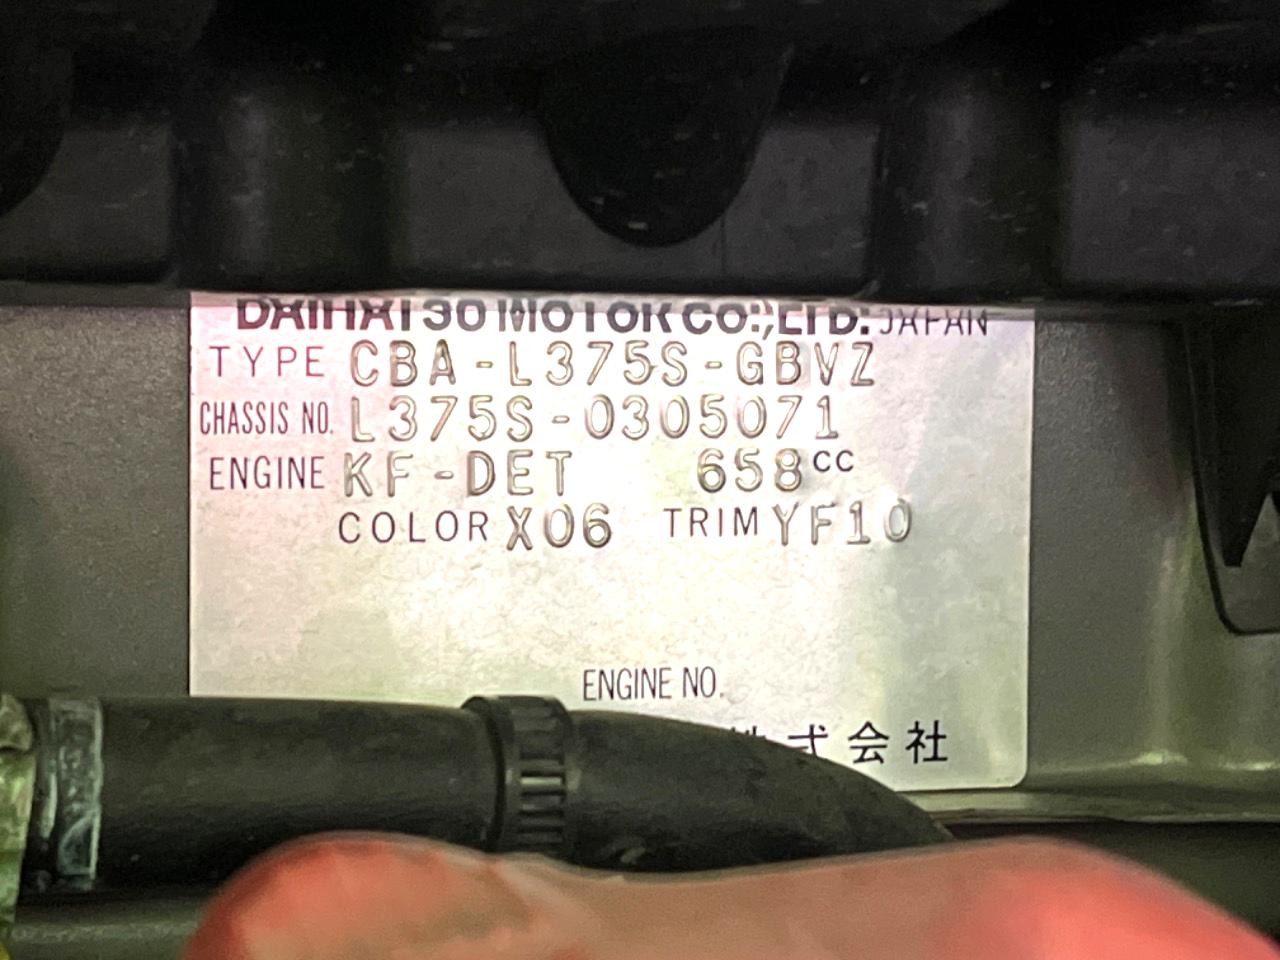 DAIHATSU MOTOR CO., LTD. JAPAN
TYPE CBA-L375S-GBVZ
CHASSIS NO. L375S-0305071
ENGINE KF-DET 658CC
COLOR X06 TRIM YF10
ENGINE NO.
式会社